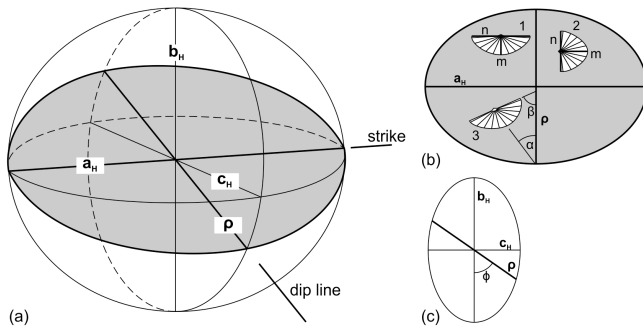 b_H
a_H
strike
c_H
ρ
dip line
(a)
n 1
m
n 2
m
a_H
ρ
β
3
α
(b)
b_H
c_H
ρ
ϕ
(c)